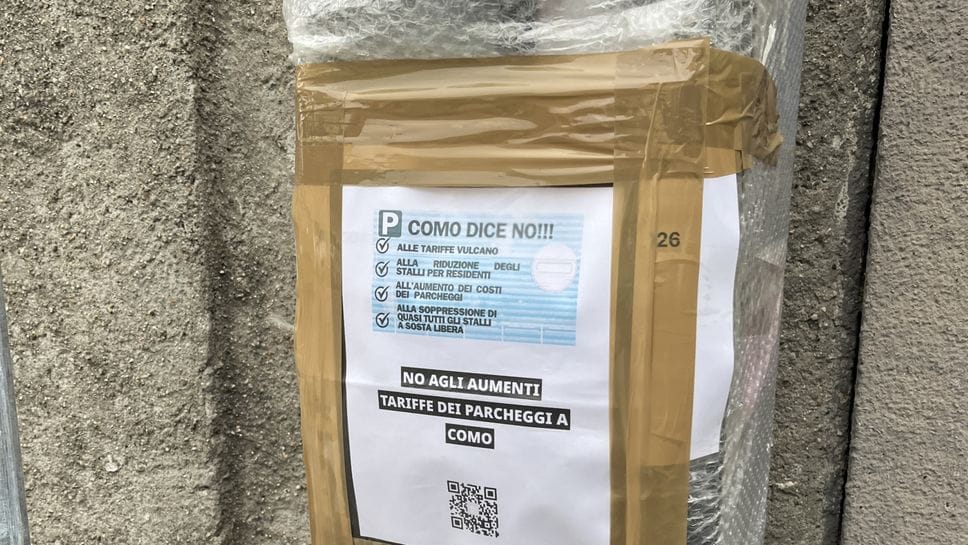 P COMO DICE NO!!!
ALLE TARIFFE VULCANO
ALLA RIDUZIONE DEGLI
STALLI PER RESIDENTI
ALL'AUMENTO DEI COSTI
DEI PARCHEGGI
ALLA SOPPRESSIONE DI
QUASI TUTTI GLI STALLI
A SOSTA LIBERA
26
NO AGLI AUMENTI
TARIFFE DEI PARCHEGGI A
COMO